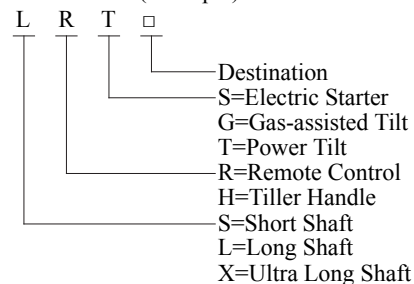 L R T □
Destination
S=Electric Starter
G=Gas-assisted Tilt
T=Power Tilt
R=Remote Control
H=Tiller Handle
S=Short Shaft
L=Long Shaft
X=Ultra Long Shaft